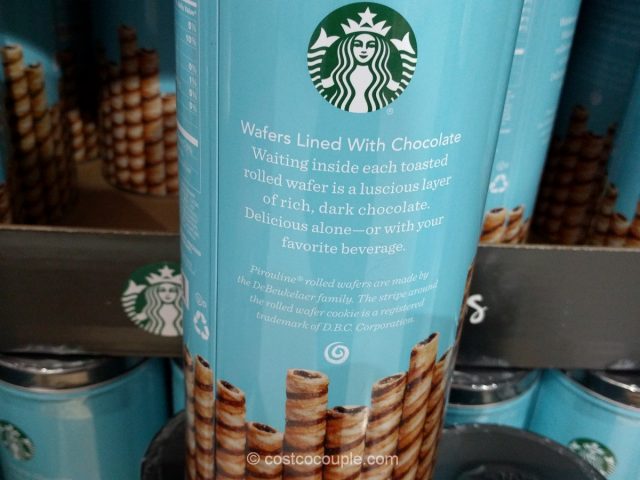 Wafers Lined With Chocolate
Waiting inside each toasted
rolled wafer is a luscious layer
of rich, dark chocolate.
Delicious alone—or with your
favorite beverage.
Pirouline® rolled wafers are made by
the DeBeukelaer family. The stripe around
the rolled wafer cookie is a registered
trademark of D.B.C. Corporation.
© costcocouple.com